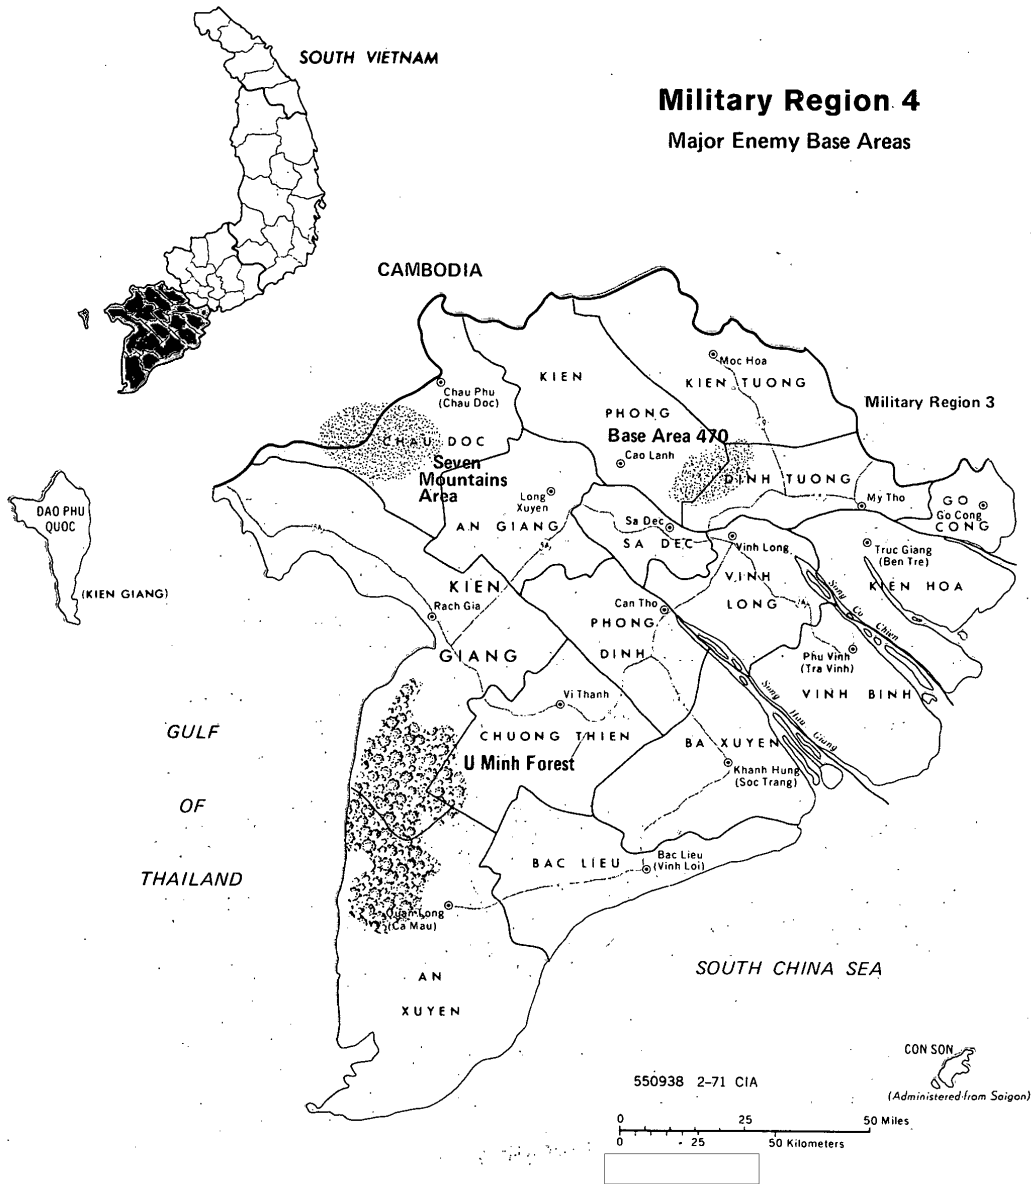 SOUTH VIETNAM
Military Region 4
Major Enemy Base Areas
CAMBODIA
Moc Hoa
KIEN
KIEN TUONG
Chau Phu
(Chau Doc)
Military Region 3
PHONG
CHAU DOC
Base Area 470
Cao Lanh
Seven
Mountains
Area
DINH TUONG
Long
Xuyen
My Tho
GO
Go Cong
CONG
DAO PHU
QUOC
AN GIANG
Sa Dec
SA DEC
Vinh Long
Truc Giang
(Ben Tre)
KIEN HOA
(KIEN GIANG)
KIEN
VINH
LONG
Rach Gia
Can Tho
PHONG
DINH
Song Co Chien
GIANG
Phu Vinh
(Tra Vinh)
VINH BINH
Vi Thanh
Song Hau Giang
GULF
OF
THAILAND
CHUONG THIEN
BA XUYEN
U Minh Forest
Khanh Hung
(Soc Trang)
BAC LIEU
Bac Lieu
(Vinh Loi)
Quan Long
(Ca Mau)
AN
XUYEN
SOUTH CHINA SEA
CON SON
(Administered from Saigon)
550938 2-71 CIA
0 25 50 Miles
0 25 50 Kilometers